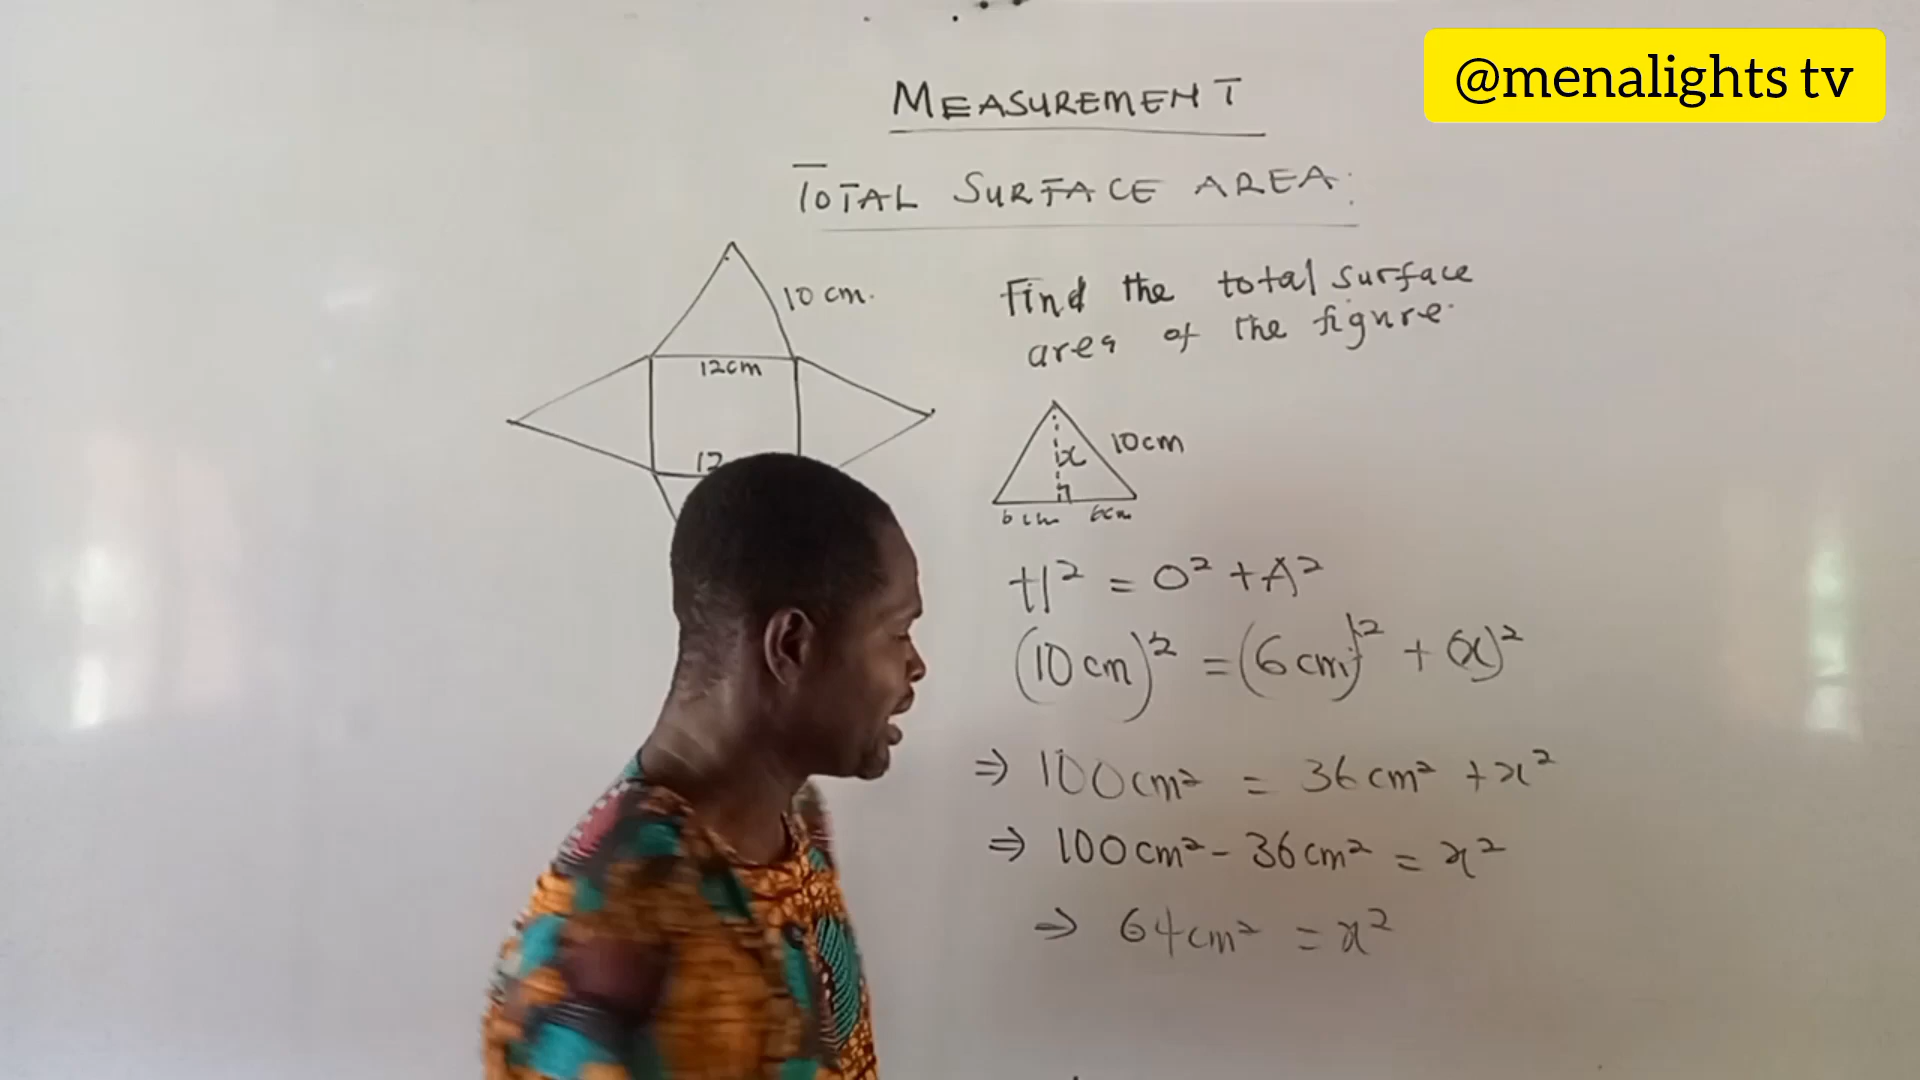 @menalights tv
MEASUREMENT
TOTAL SURFACE AREA:
10 cm.
12cm
12
Find the total surface
area of the figure.
x
10cm
6cm 6cm
H² = O² + A²
(10cm)² = (6cm)² + (x)²
⇒ 100cm² = 36cm² + x²
⇒ 100cm² - 36cm² = x²
⇒ 64cm² = x²